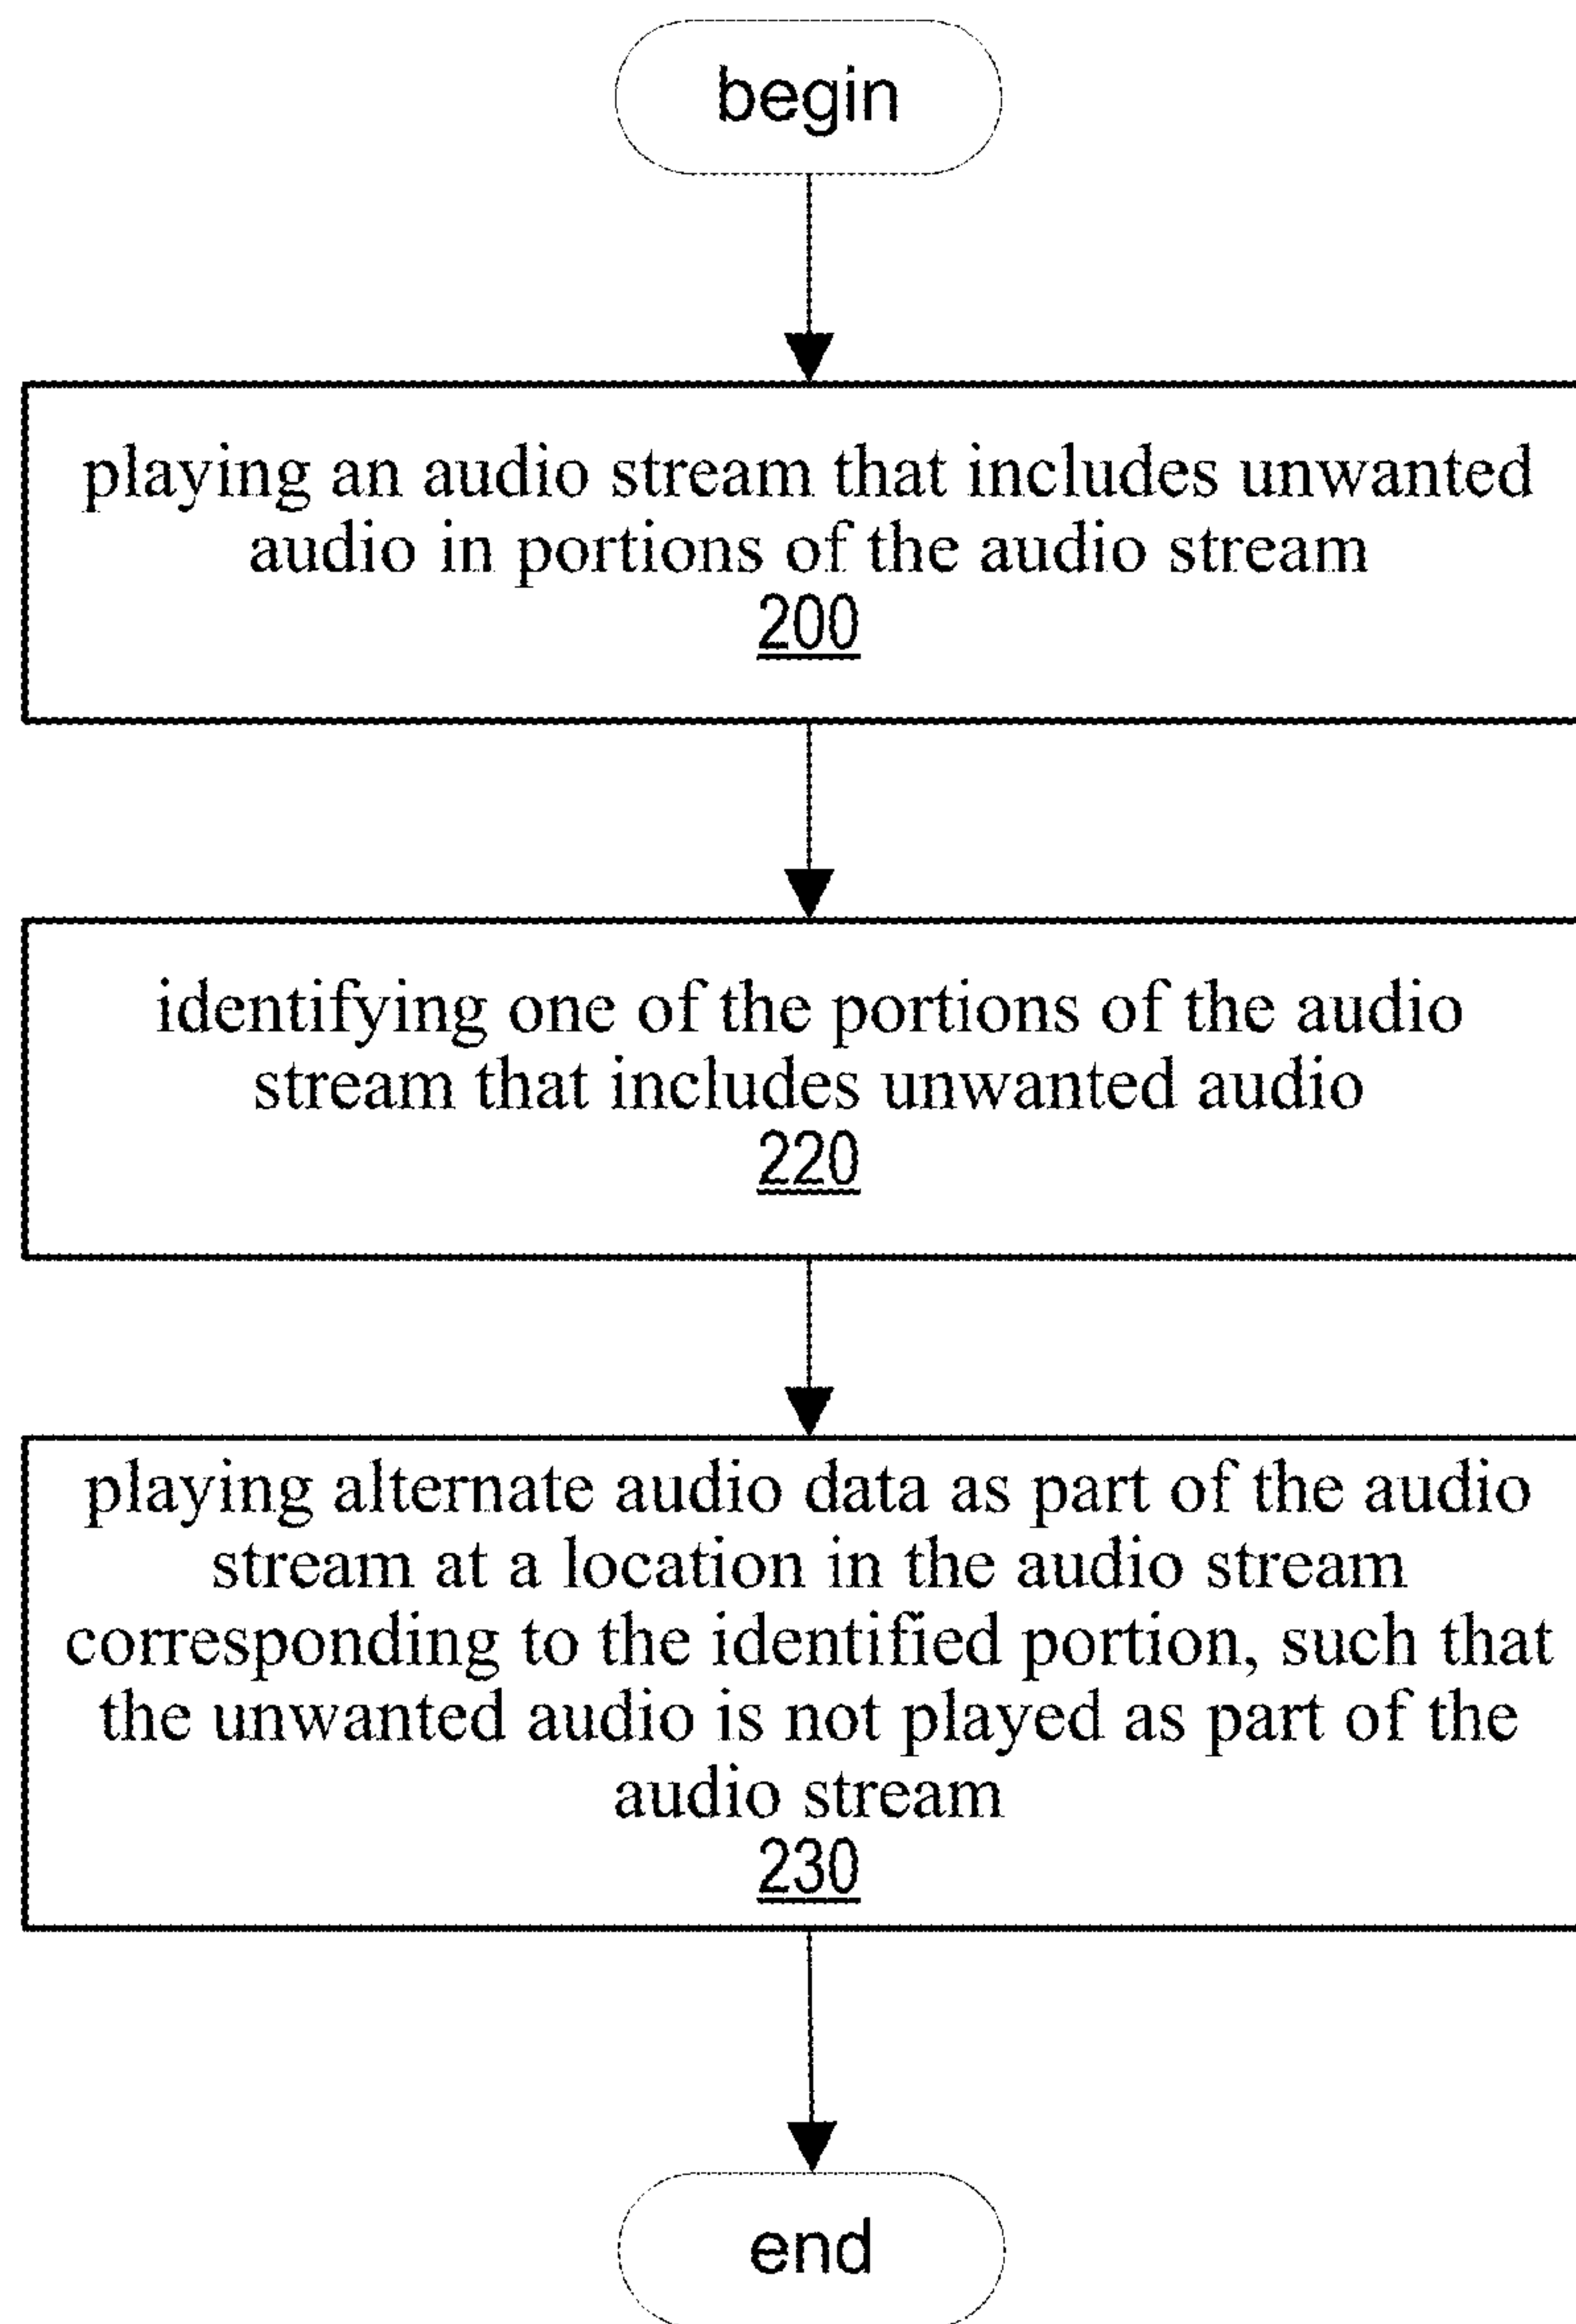 begin
playing an audio stream that includes unwanted
audio in portions of the audio stream
200
identifying one of the portions of the audio
stream that includes unwanted audio
220
playing alternate audio data as part of the audio
stream at a location in the audio stream
corresponding to the identified portion, such that
the unwanted audio is not played as part of the
audio stream
230
end